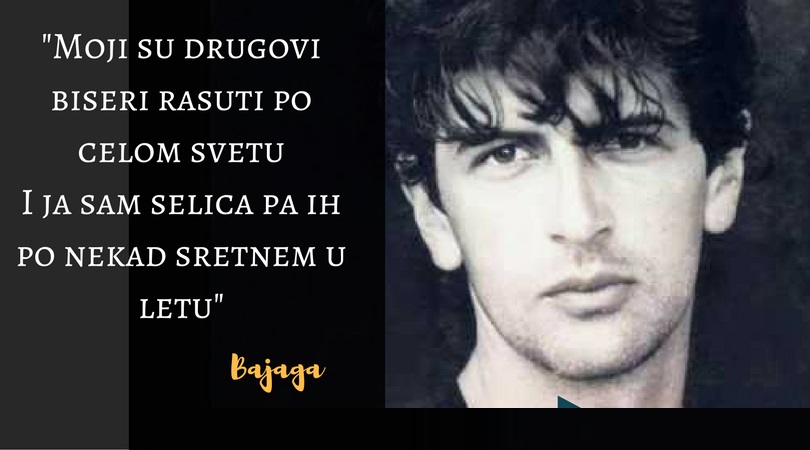 "Moji su drugovi
biseri rasuti po
celom svetu
I ja sam selica pa ih
po nekad sretnem u
letu"
Bajaga